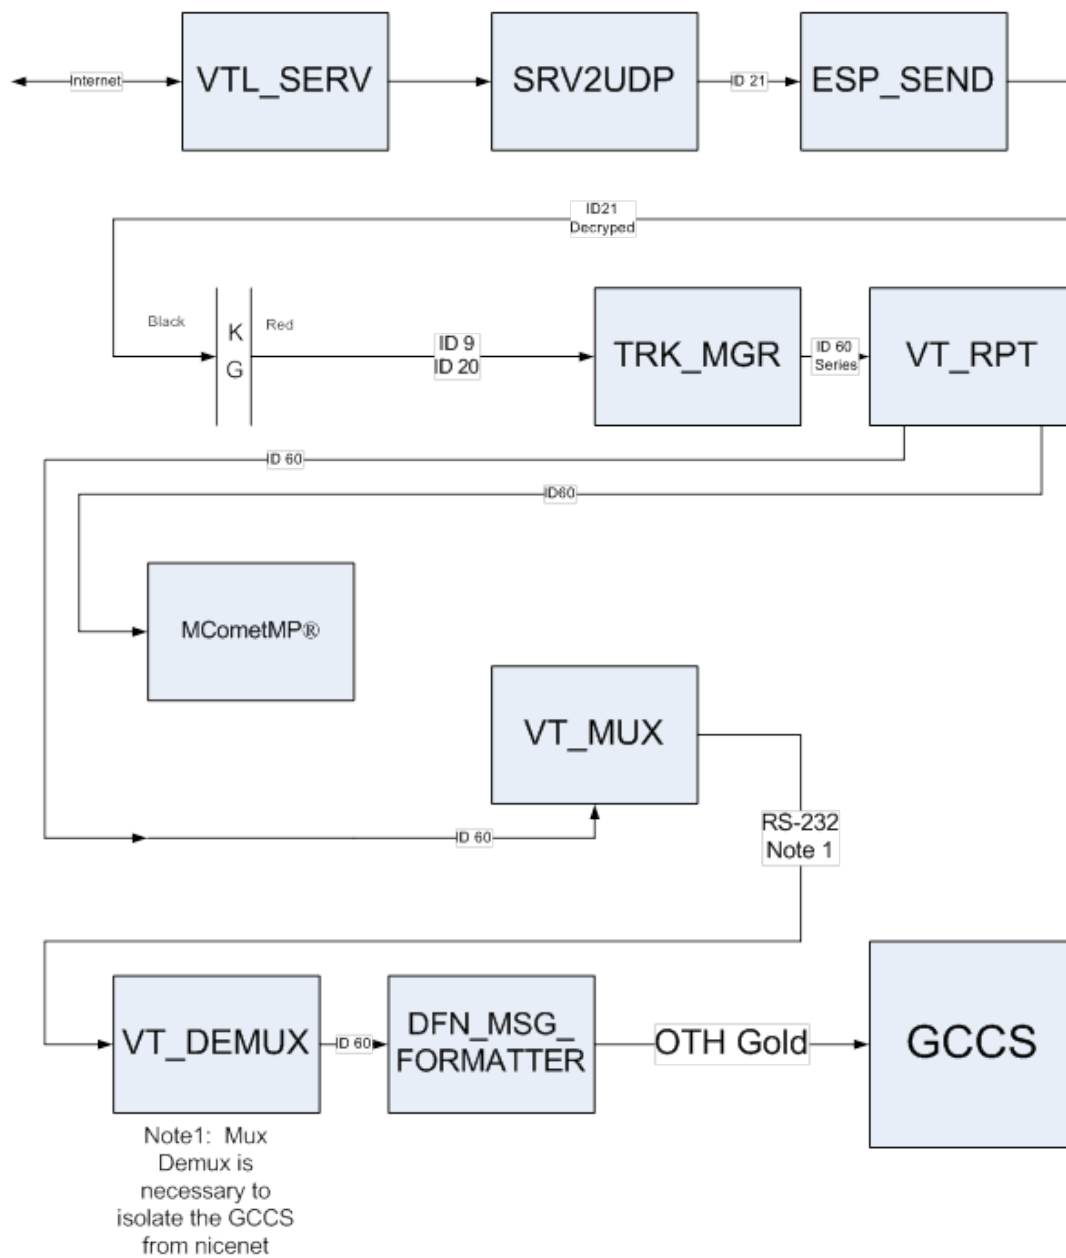 Internet
VTL_SERV
SRV2UDP
ID 21
ESP_SEND
ID21
Decryped
Black
K
G
Red
ID 9
ID 20
TRK_MGR
ID 60
Series
VT_RPT
ID 60
ID60
MCometMP®
VT_MUX
ID 60
RS-232
Note 1
VT_DEMUX
ID 60
DFN_MSG_
FORMATTER
OTH Gold
GCCS
Note1: Mux
Demux is
necessary to
isolate the GCCS
from nicenet